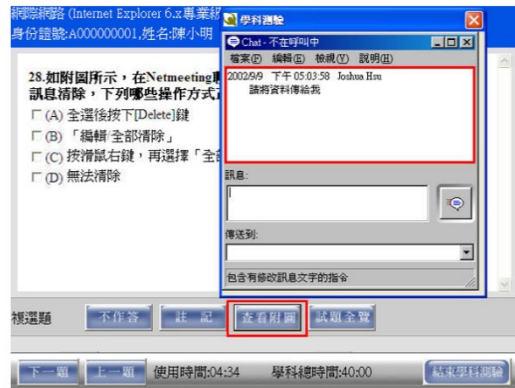 網際網路 (Internet Explorer 6.x專業級
身份證號:A000000001,姓名:陳小明
學科測驗
Chat - 不在呼叫中
檔案(F) 編輯(E) 檢視(V) 說明(H)
2002/9/9 下午 05:03:58 Joshua Hsu
請將資料傳給我
28.如附圖所示，在Netmeeting
訊息清除，下列哪些操作方式
(A) 全選後按下[Delete]鍵
(B) 「編輯/全部清除」
(C) 按滑鼠右鍵，再選擇「全
(D) 無法清除
訊息:
傳送到:
包含有修改訊息文字的指令
視選題 不作答 註 記 查看附圖 試題全覽
下一題 上一題 使用時間:04:34 學科總時間:40:00 結束學科測驗